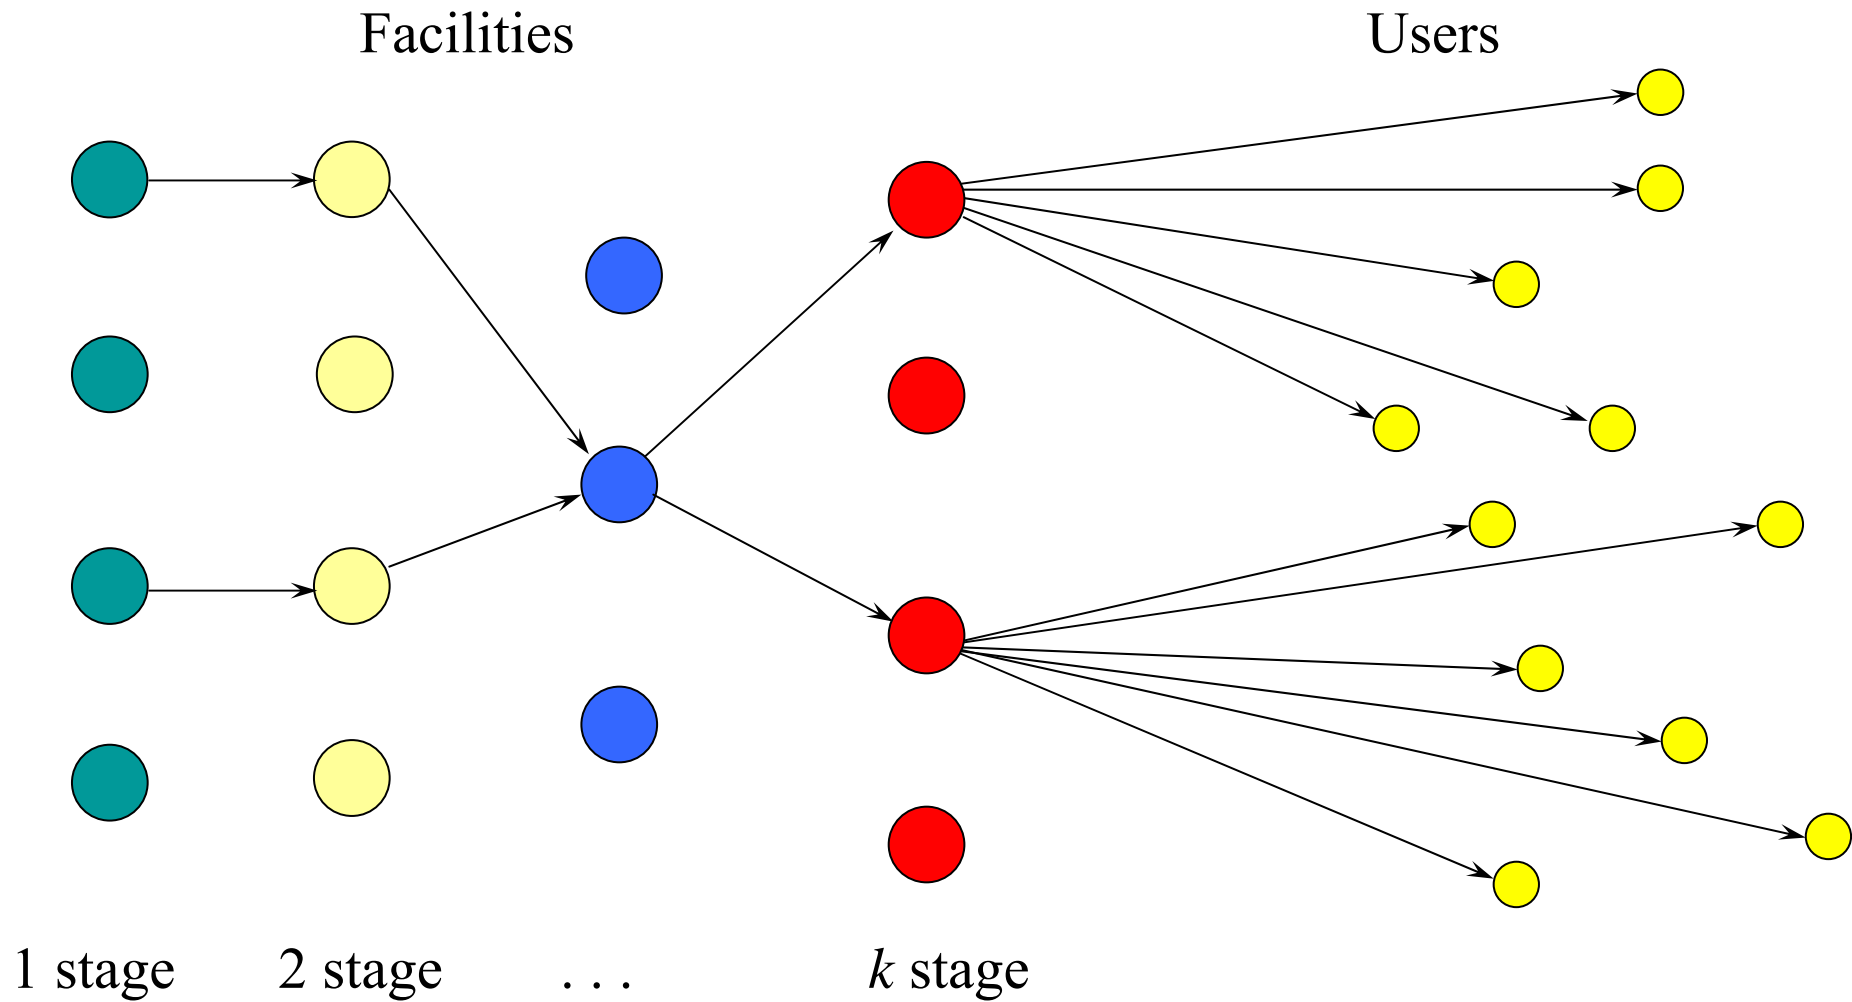 Facilities
Users
1 stage
2 stage
. . .
k stage